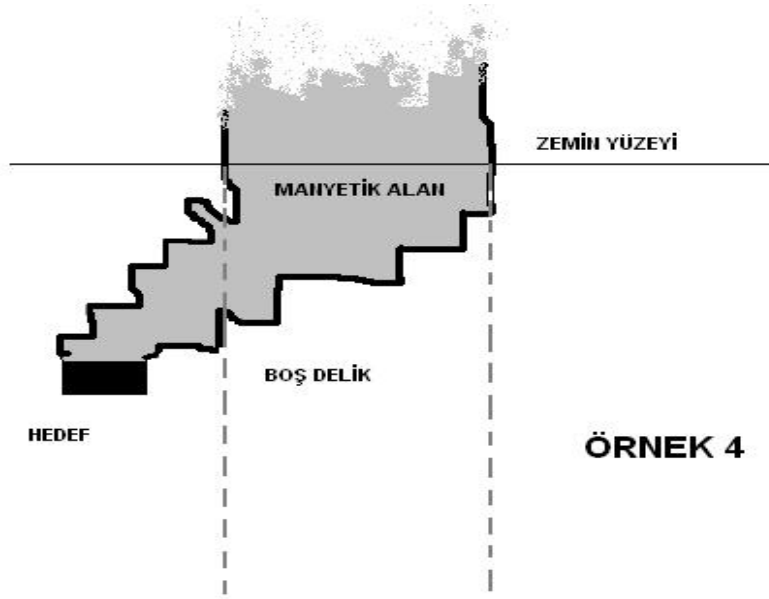 ZEMİN YÜZEYİ
MANYETİK ALAN
BOŞ DELİK
HEDEF
ÖRNEK 4